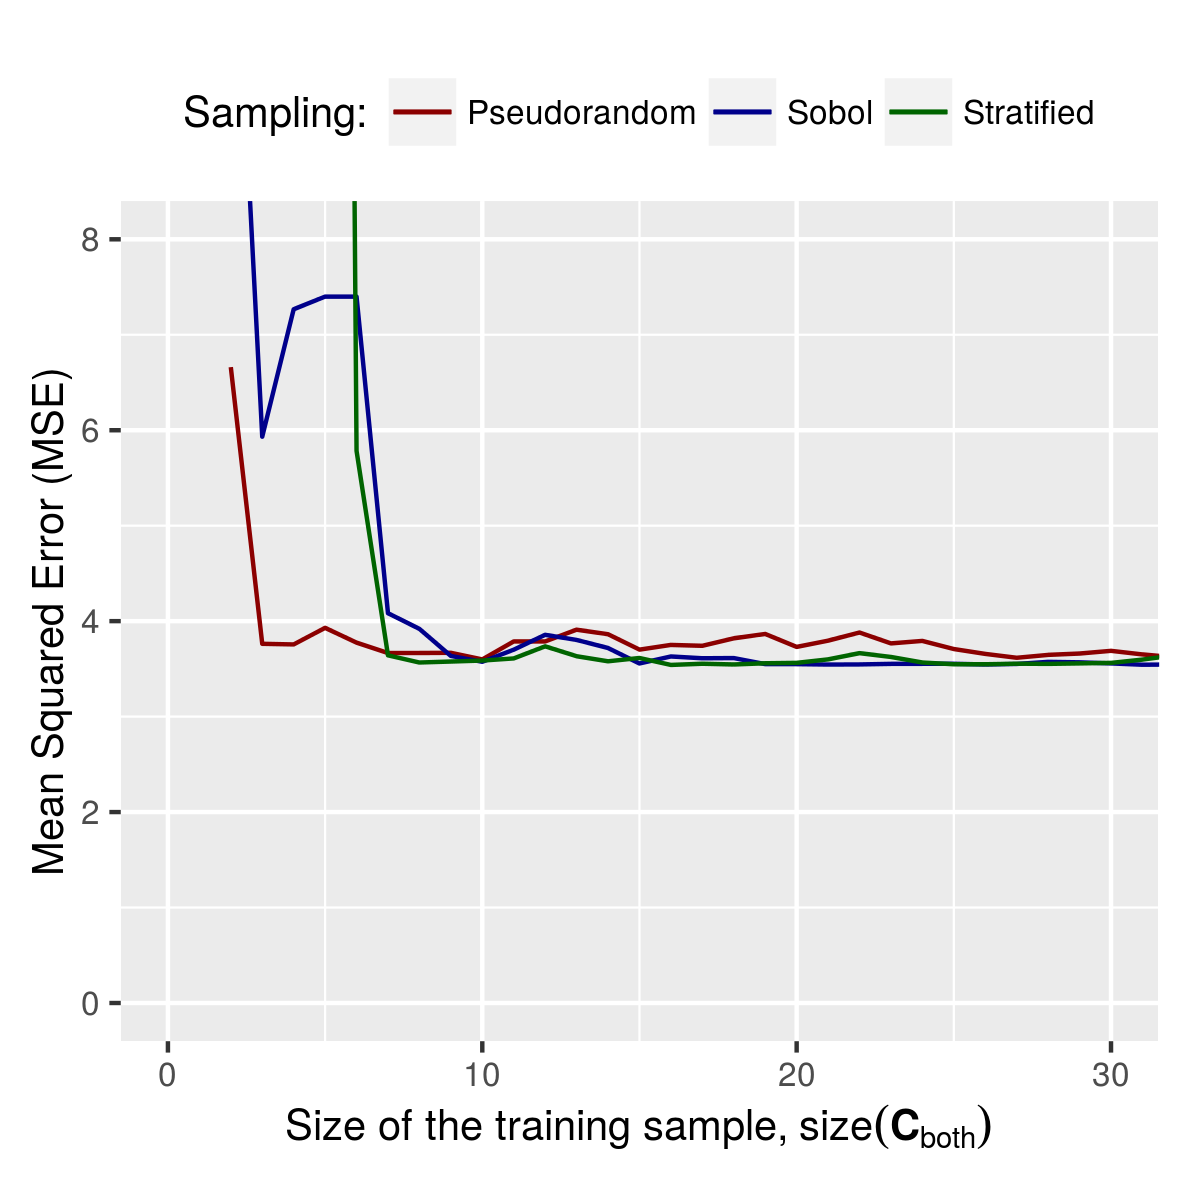 Sampling: Pseudorandom Sobol Stratified
8
6
4
2
0
Mean Squared Error (MSE)
0 10 20 30
Size of the training sample, size(C_both)